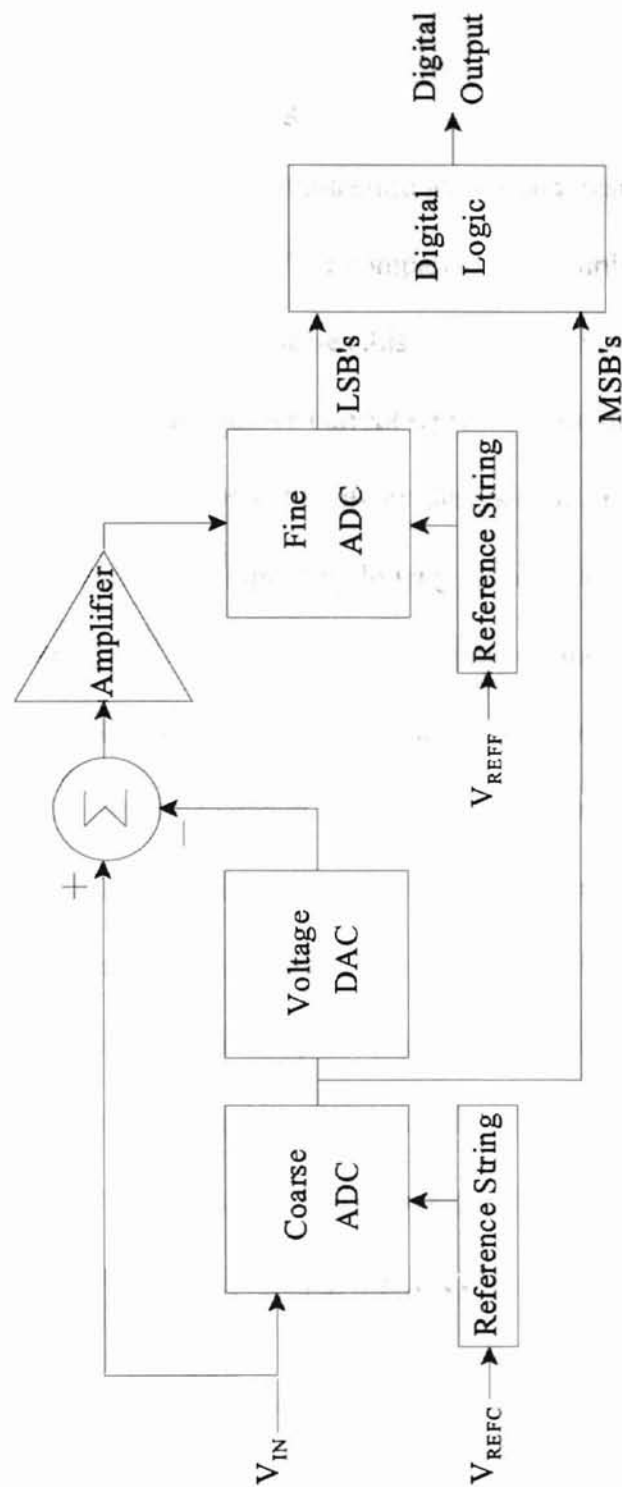 V_IN
Coarse
ADC
V_REFC
Reference String
Voltage
DAC
+
Σ
−
Amplifier
Fine
ADC
V_REFF
Reference String
LSB's
MSB's
Digital
Logic
Digital
Output